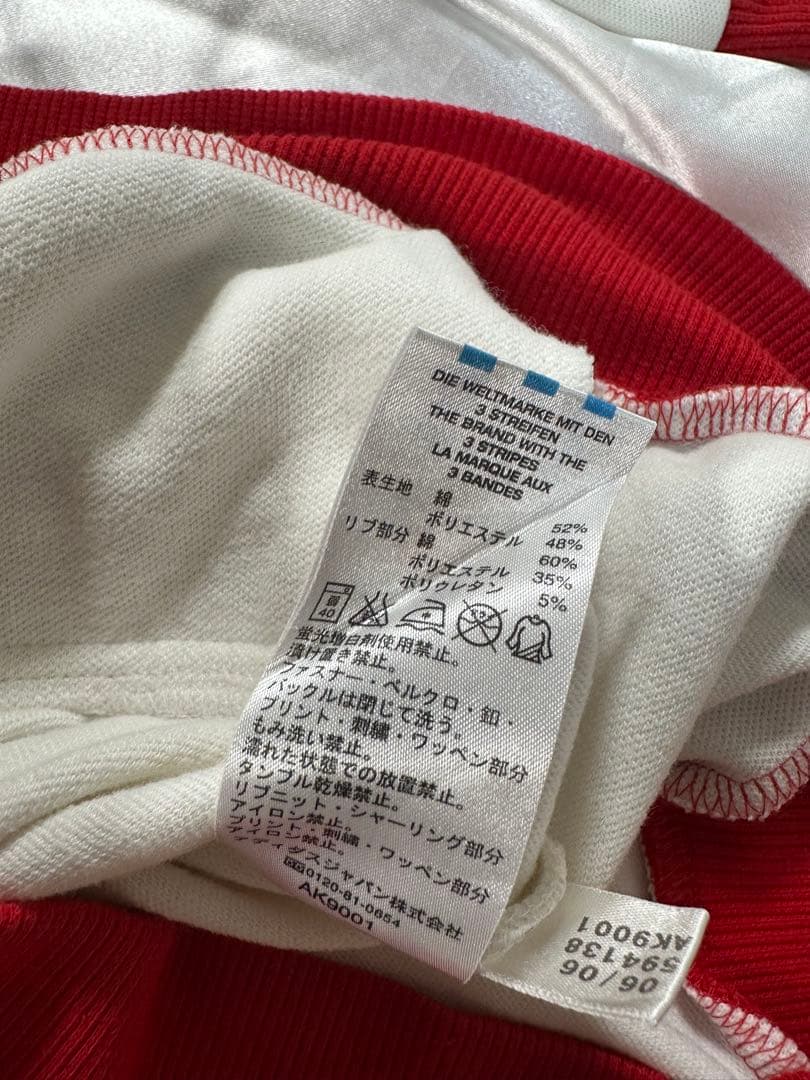 DIE WELTMARKE MIT DEN
3 STREIFEN
THE BRAND WITH THE
3 STRIPES
LA MARQUE AUX
3 BANDES
表生地 綿 52%
ポリエステル 48%
リブ部分 綿 60%
ポリエステル 35%
ポリウレタン 5%
弱
40
中
蛍光増白剤使用禁止。
漬け置き禁止。
ファスナー・ベルクロ・釦・
バックルは閉じて洗う。
プリント・刺繍・ワッペン部分
もみ洗い禁止。
濡れた状態での放置禁止。
タンブル乾燥禁止。
リブニット・シャーリング部分
アイロン禁止。
プリント・刺繍・ワッペン部分
アイロン禁止。
アディダスジャパン株式会社
0120-81-0654
AK9001
06/06
594138
AK9001